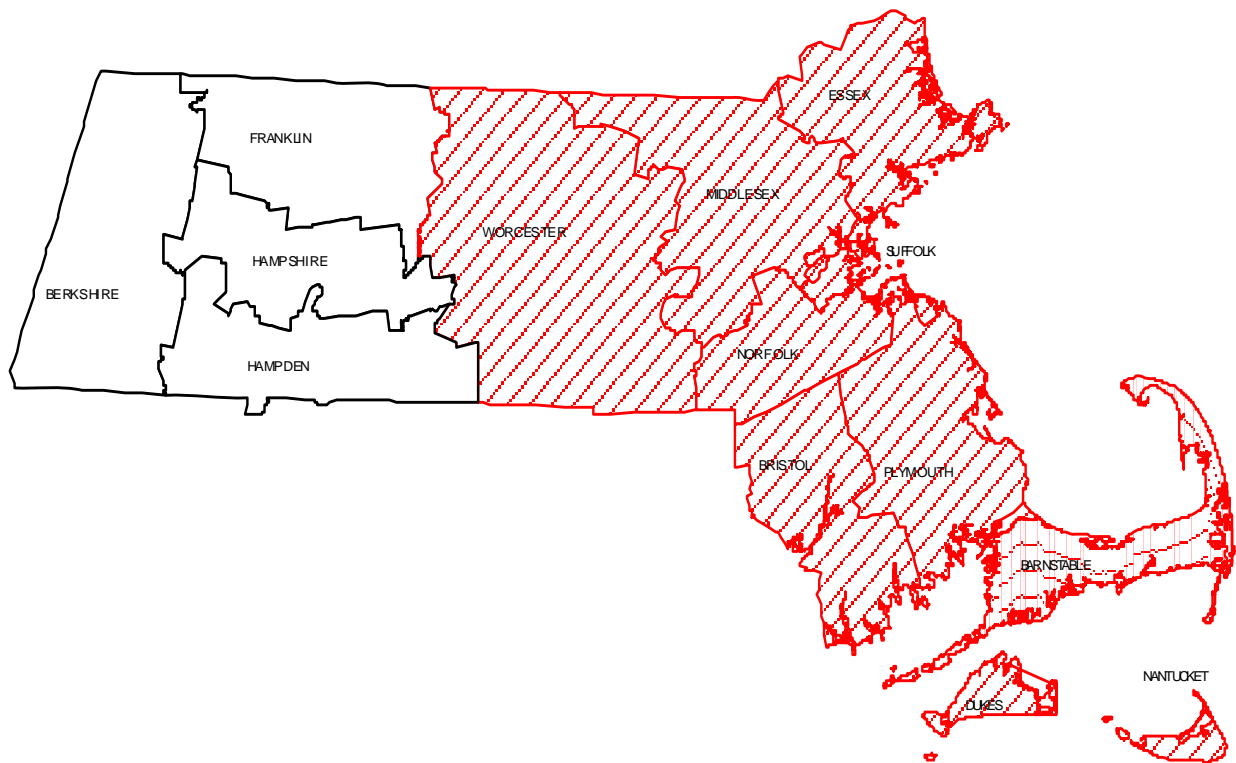 ESSEX
FRANKLIN
MIDDLESEX
WORCESTER
SUFFOLK
HAMPSHIRE
BERKSHIRE
NORFOLK
HAMPDEN
BRISTOL
PLYMOUTH
BARNSTABLE
NANTUCKET
DUKES